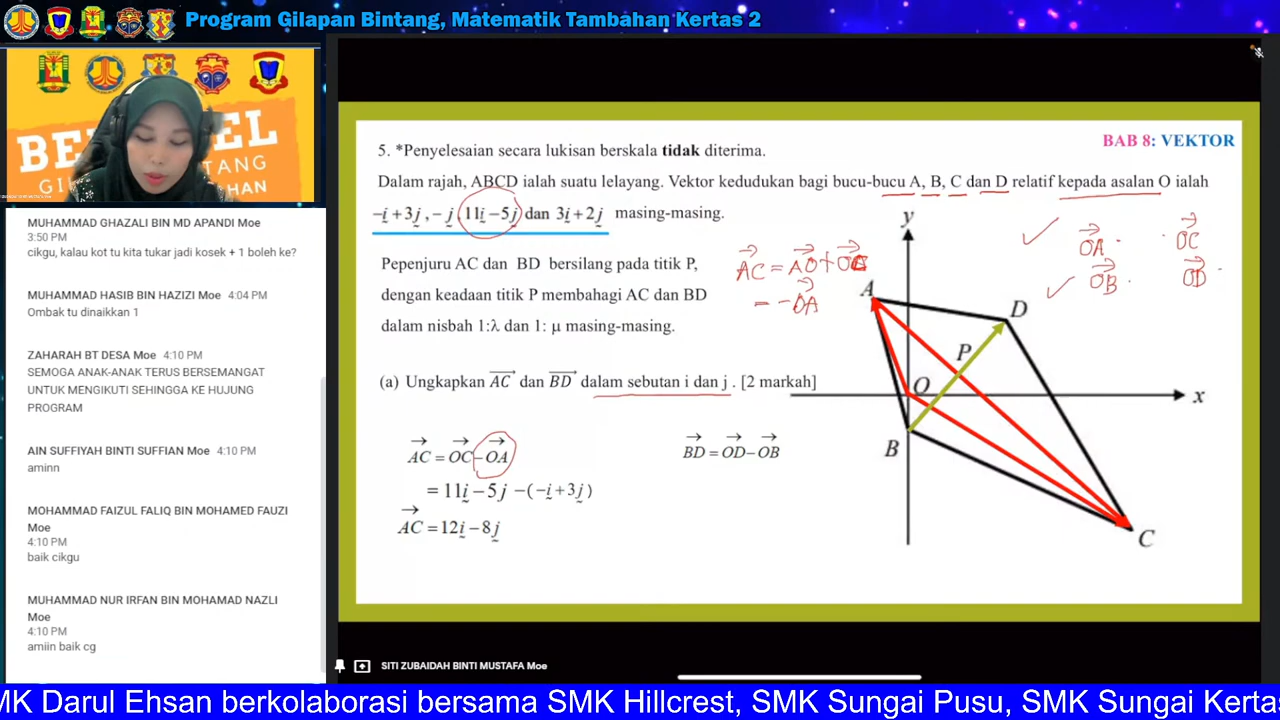 Program Gilapan Bintang, Matematik Tambahan Kertas 2
MUHAMMAD GHAZALI BIN MD APANDI Moe
3:50 PM
cikgu, kalau kot tu kita tukar jadi kosek + 1 boleh ke?
MUHAMMAD HASIB BIN HAZIZI Moe 4:04 PM
Ombak tu dinaikkan 1
ZAHARAH BT DESA Moe 4:10 PM
SEMOGA ANAK-ANAK TERUS BERSEMANGAT
UNTUK MENGIKUTI SEHINGGA KE HUJUNG
PROGRAM
AIN SUFFIYAH BINTI SUFFIAN Moe 4:10 PM
aminn
MOHAMMAD FAIZUL FALIQ BIN MOHAMED FAUZI
Moe
4:10 PM
baik cikgu
MUHAMMAD NUR IRFAN BIN MOHAMAD NAZLI
Moe
4:10 PM
amiin baik cg
BAB 8: VEKTOR
5. *Penyelesaian secara lukisan berskala tidak diterima.
Dalam rajah, ABCD ialah suatu lelayang. Vektor kedudukan bagi bucu-bucu A, B, C dan D relatif kepada asalan O ialah
-i + 3j , - j, 11i - 5j dan 3i + 2j masing-masing.
Pepenjuru AC dan BD bersilang pada titik P,
dengan keadaan titik P membahagi AC dan BD
dalam nisbah 1:λ dan 1: μ masing-masing.
(a) Ungkapkan AC dan BD dalam sebutan i dan j . [2 markah]
AC = OC - OA
= 11i - 5j -(-i + 3j)
AC = 12i - 8j
BD = OD - OB
AC = AO + OC
= -OA
OA
OC
OB
OD
y
A
D
P
O
x
B
C
SITI ZUBAIDAH BINTI MUSTAFA Moe
MK Darul Ehsan berkolaborasi bersama SMK Hillcrest, SMK Sungai Pusu, SMK Sungai Kertas